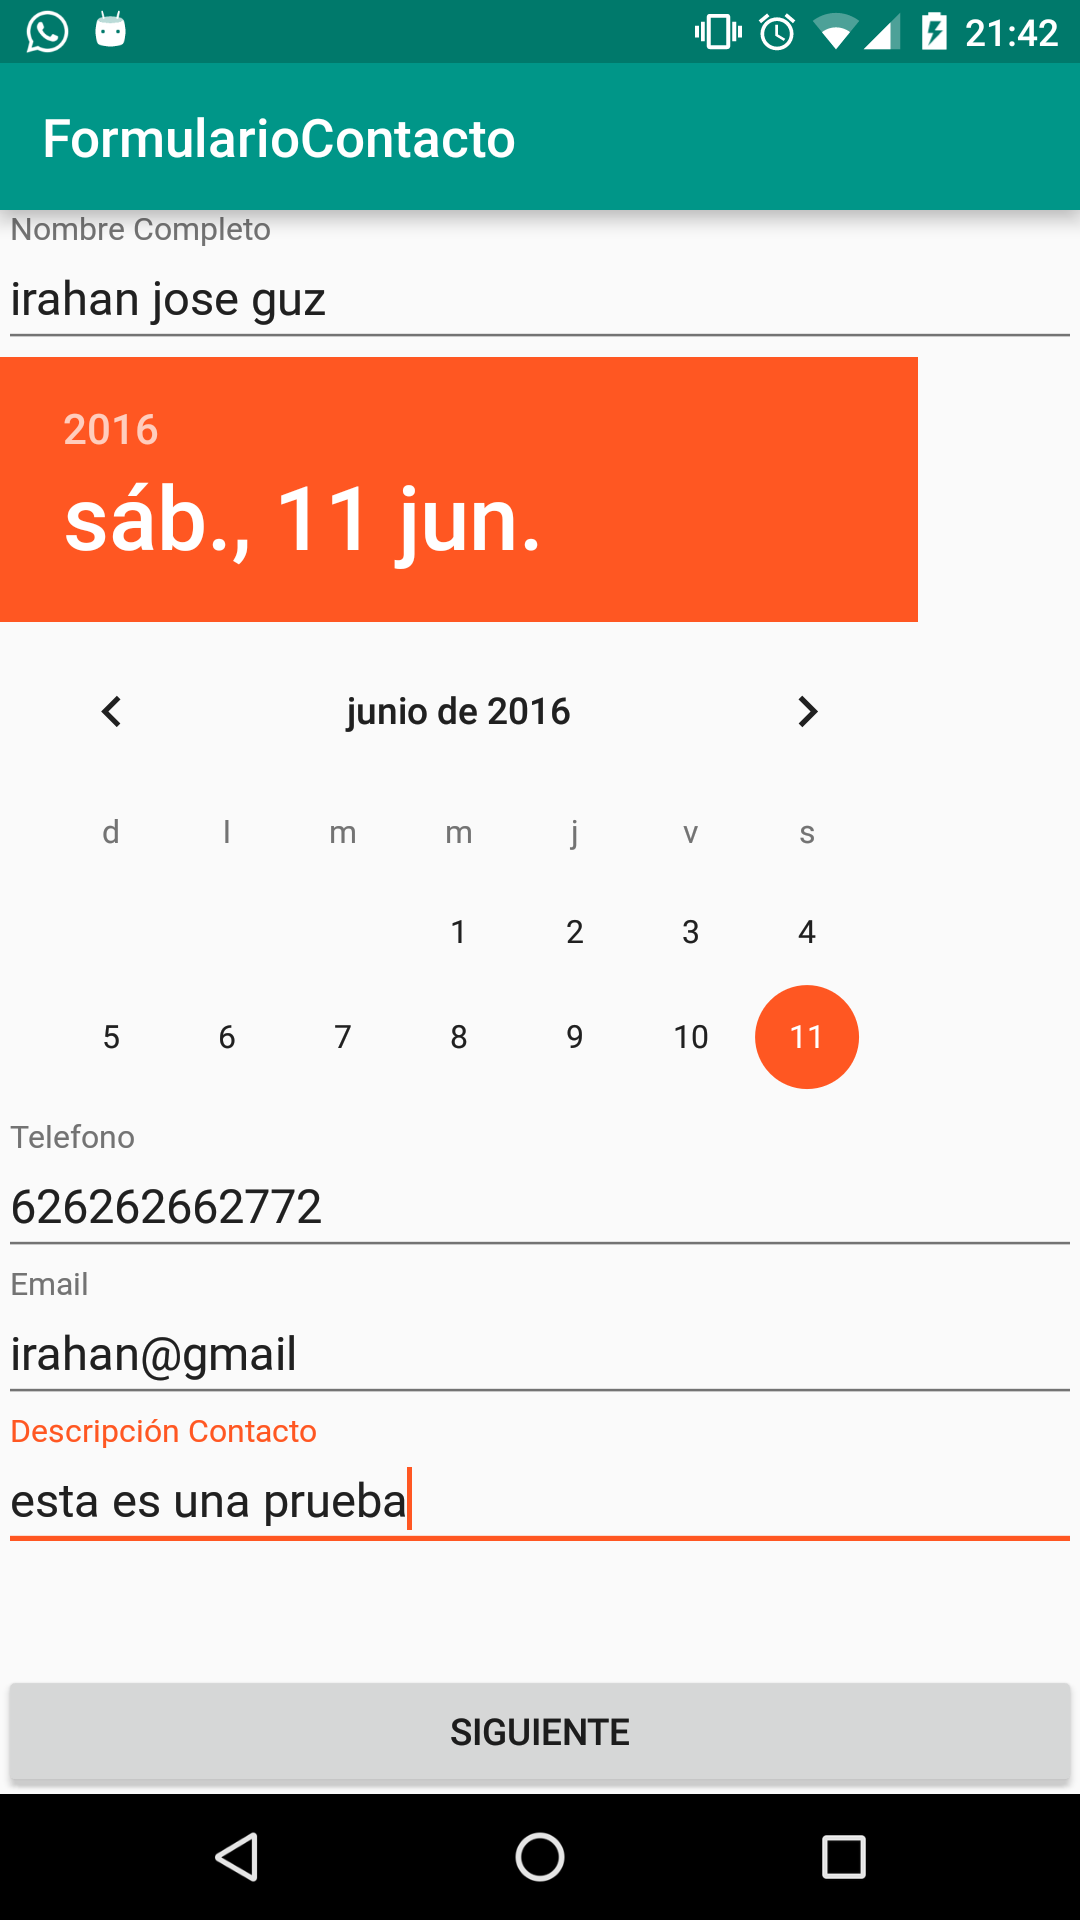 21:42
FormularioContacto
Nombre Completo
irahan jose guz
2016
sáb., 11 jun.
junio de 2016
d l m m j v s
1 2 3 4
5 6 7 8 9 10 11
Telefono
626262662772
Email
irahan@gmail
Descripción Contacto
esta es una prueba
SIGUIENTE